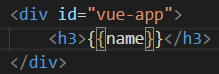 <div id="vue-app">
<h3>{{name}}</h3>
</div>